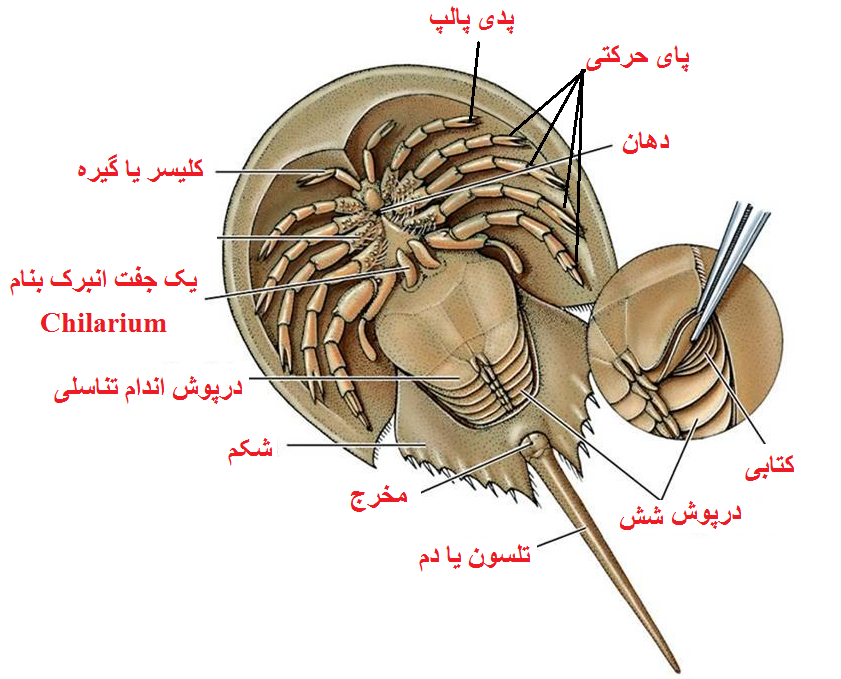 پدی پالپ
پای حرکتی
دهان
کلیسر یا گیره
یک جفت انبرک بنام
Chilarium
درپوش اندام تناسلی
شکم
مخرج
کتابی
درپوش شش
تلسون یا دم